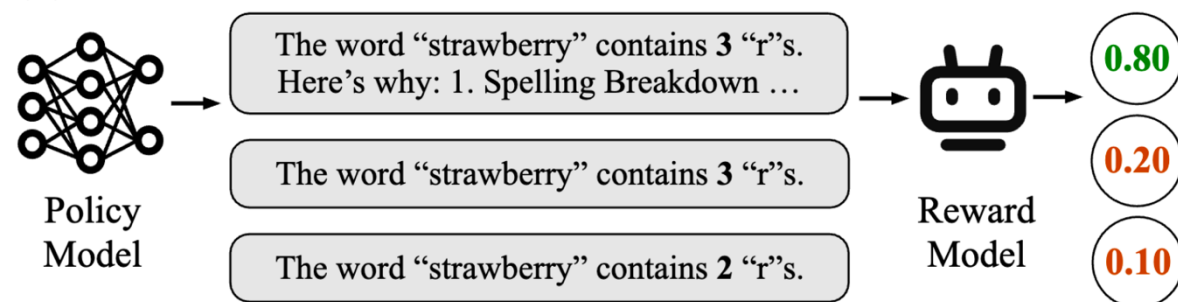 The word “strawberry” contains 3 “r”s.
Here’s why: 1. Spelling Breakdown …
0.80
The word “strawberry” contains 3 “r”s.
0.20
Policy
Model
Reward
Model
The word “strawberry” contains 2 “r”s.
0.10